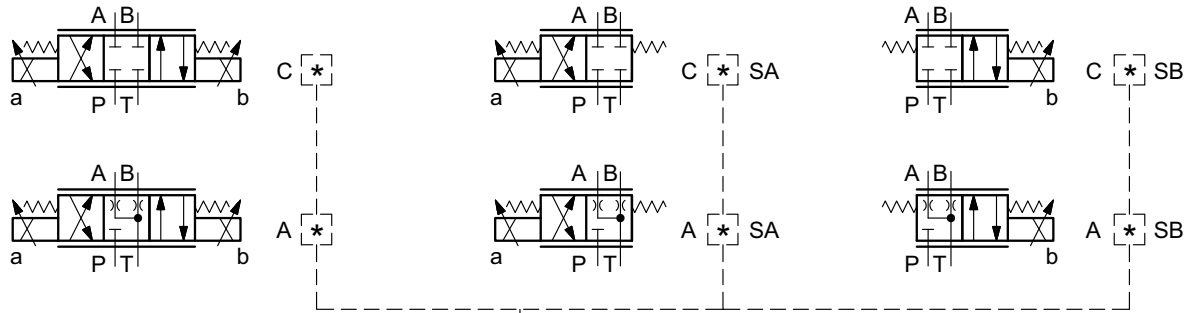 A B A B A B
C * C * SA C * SB
a P T b a P T P T b
A B A B A B
A * A * SA A * SB
a P T b a P T P T b